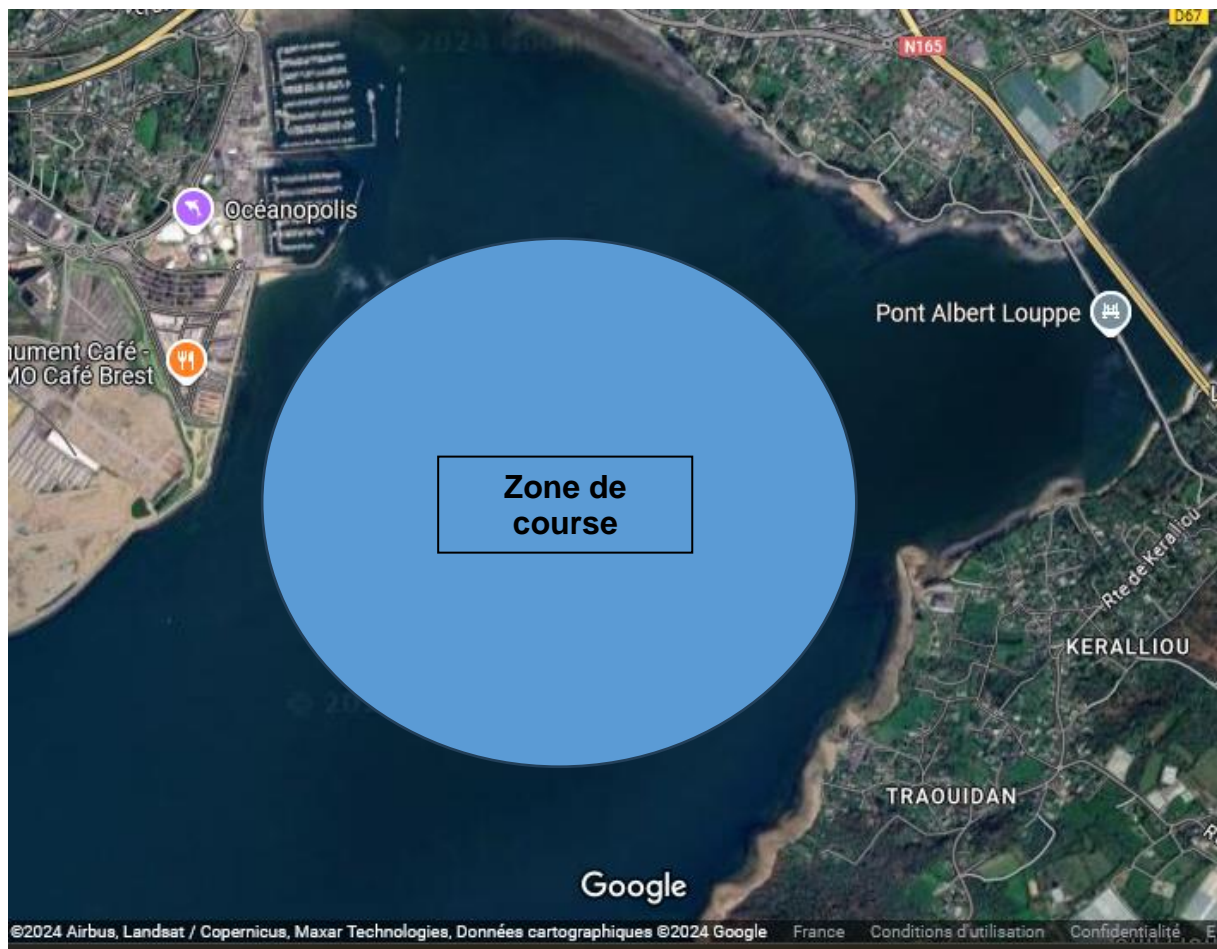 D67
N165
Océanopolis
Pont Albert Louppe
nument Café -
MO Café Brest
Zone de
course
Rte de Keralliou
KERALLIOU
TRAOUIDAN
Google
©2024 Airbus, Landsat / Copernicus, Maxar Technologies, Données cartographiques ©2024 Google France Conditions d'utilisation Confidentialité